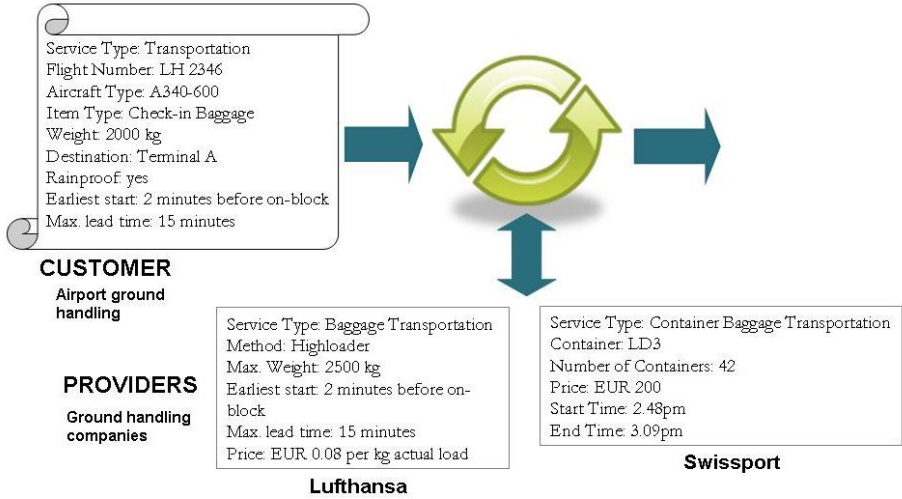 Service Type: Transportation
Flight Number: LH 2346
Aircraft Type: A340-600
Item Type: Check-in Baggage
Weight: 2000 kg
Destination: Terminal A
Rainproof: yes
Earliest start: 2 minutes before on-block
Max. lead time: 15 minutes
CUSTOMER
Airport ground
handling
PROVIDERS
Ground handling
companies
Service Type: Baggage Transportation
Method: Highloader
Max. Weight: 2500 kg
Earliest start: 2 minutes before on-
block
Max. lead time: 15 minutes
Price: EUR 0.08 per kg actual load
Lufthansa
Service Type: Container Baggage Transportation
Container: LD3
Number of Containers: 42
Price: EUR 200
Start Time: 2.48pm
End Time: 3.09pm
Swissport